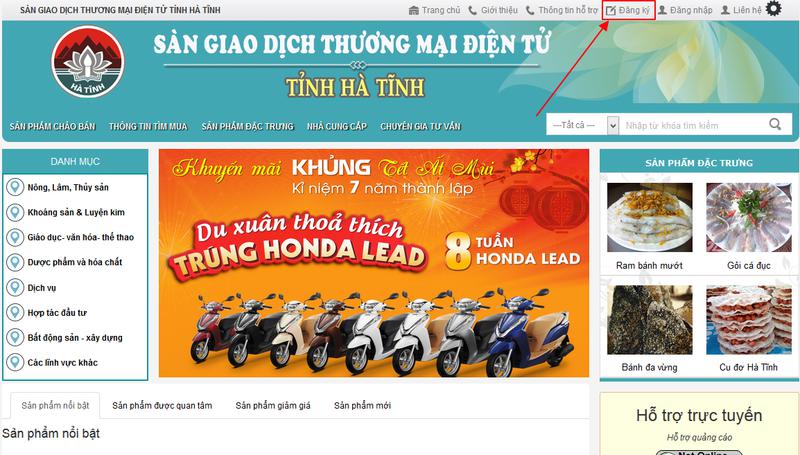 SÀN GIAO DỊCH THƯƠNG MẠI ĐIỆN TỬ TỈNH HÀ TĨNH
Trang chủ
Giới thiệu
Thông tin hỗ trợ
Đăng ký
Đăng nhập
Liên hệ
HÀ TĨNH
SÀN GIAO DỊCH THƯƠNG MẠI ĐIỆN TỬ
TỈNH HÀ TĨNH
SẢN PHẨM CHÀO BÁN
THÔNG TIN TÌM MUA
SẢN PHẨM ĐẶC TRƯNG
NHÀ CUNG CẤP
CHUYÊN GIA TƯ VẤN
---Tất cả ---
Nhập từ khóa tìm kiếm
DANH MỤC
Nông, Lâm, Thủy sản
Khoáng sản & Luyện kim
Giáo dục- văn hóa- thể thao
Dược phẩm và hóa chất
Dịch vụ
Hợp tác đầu tư
Bất động sản - xây dựng
Các lĩnh vực khác
Khuyến mãi KHỦNG Tết Ất Mùi
Kỉ niệm 7 năm thành lập
Du xuân thoả thích
TRÚNG HONDA LEAD
8 TUẦN
HONDA LEAD
SẢN PHẨM ĐẶC TRƯNG
Ram bánh mướt
Gỏi cá đục
Bánh đa vừng
Cu đơ Hà Tĩnh
Sản phẩm nổi bật
Sản phẩm được quan tâm
Sản phẩm giảm giá
Sản phẩm mới
Sản phẩm nổi bật
Hỗ trợ trực tuyến
Hỗ trợ quảng cáo
Not Online